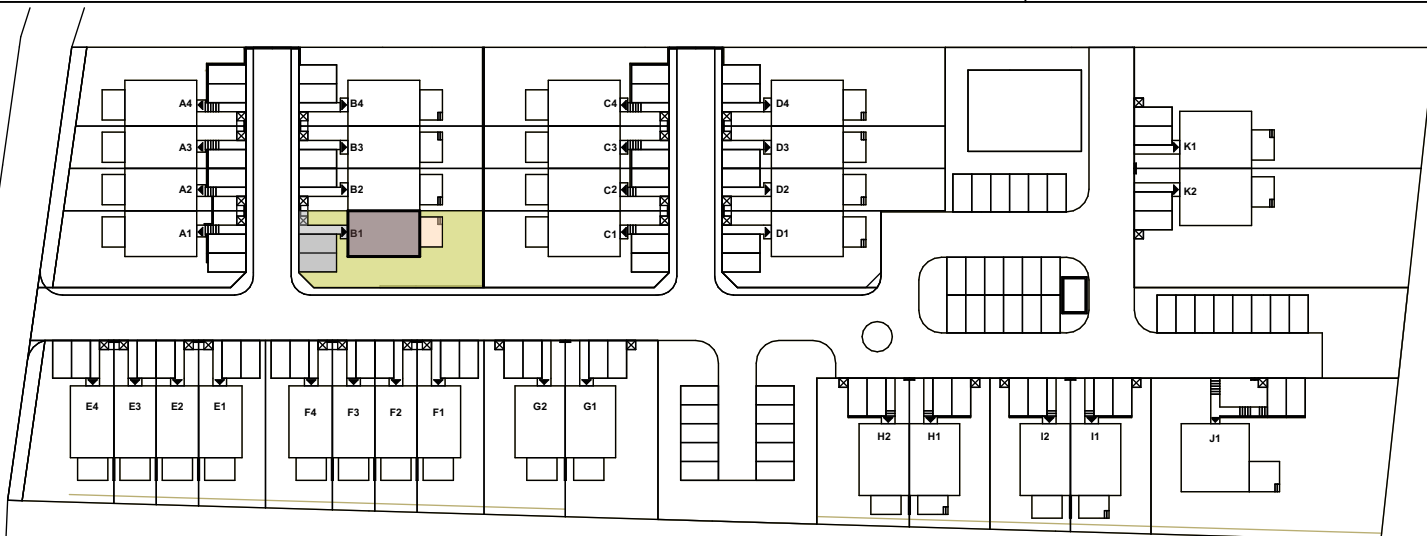 A4 B4 C4 D4
A3 B3 C3 D3 K1
A2 B2 C2 D2 K2
A1 B1 C1 D1
E4 E3 E2 E1 F4 F3 F2 F1 G2 G1
H2 H1 I2 I1 J1